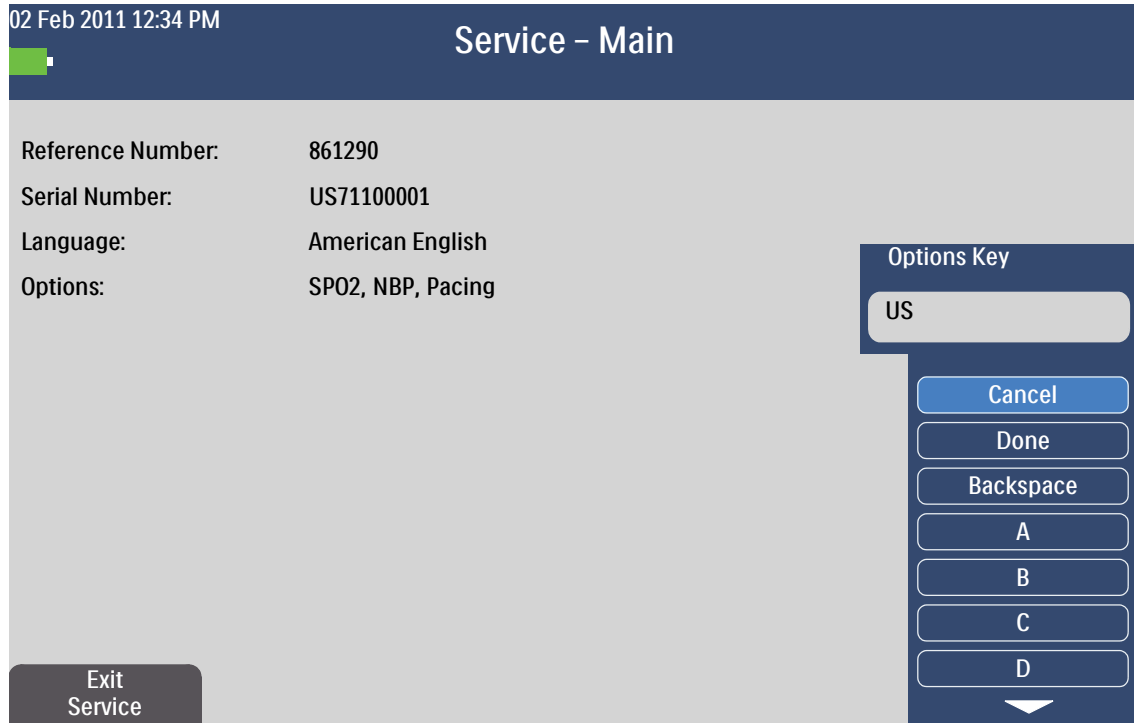 02 Feb 2011 12:34 PM
Service – Main
Reference Number: 861290
Serial Number: US71100001
Language: American English
Options: SPO2, NBP, Pacing
Options Key
US
Cancel
Done
Backspace
A
B
C
D
Exit
Service